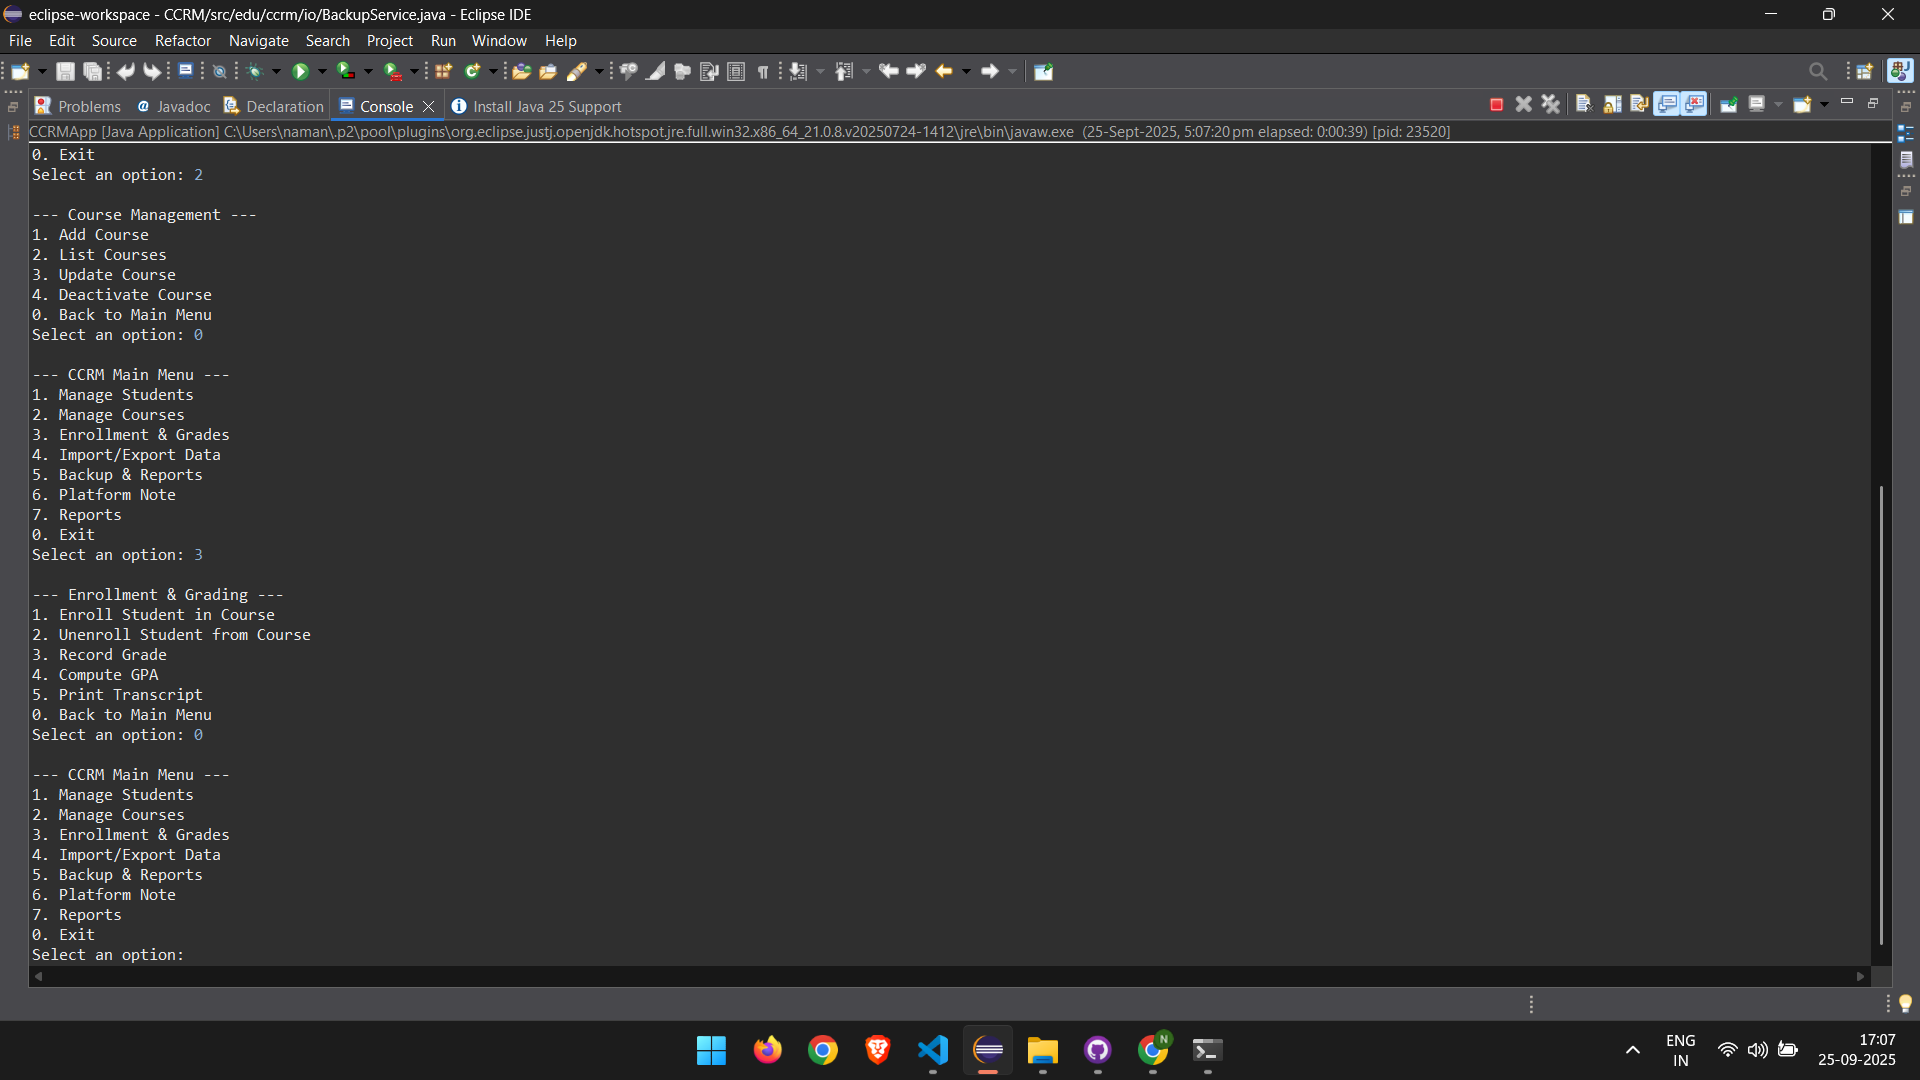 eclipse-workspace - CCRM/src/edu/ccrm/io/BackupService.java - Eclipse IDE
File Edit Source Refactor Navigate Search Project Run Window Help
Problems Javadoc Declaration Console Install Java 25 Support
CCRMApp [Java Application] C:\Users\naman\.p2\pool\plugins\org.eclipse.justj.openjdk.hotspot.jre.full.win32.x86_64_21.0.8.v20250724-1412\jre\bin\javaw.exe (25-Sept-2025, 5:07:20 pm elapsed: 0:00:39) [pid: 23520]
0. Exit
Select an option: 2
--- Course Management ---
1. Add Course
2. List Courses
3. Update Course
4. Deactivate Course
0. Back to Main Menu
Select an option: 0
--- CCRM Main Menu ---
1. Manage Students
2. Manage Courses
3. Enrollment & Grades
4. Import/Export Data
5. Backup & Reports
6. Platform Note
7. Reports
0. Exit
Select an option: 3
--- Enrollment & Grading ---
1. Enroll Student in Course
2. Unenroll Student from Course
3. Record Grade
4. Compute GPA
5. Print Transcript
0. Back to Main Menu
Select an option: 0
--- CCRM Main Menu ---
1. Manage Students
2. Manage Courses
3. Enrollment & Grades
4. Import/Export Data
5. Backup & Reports
6. Platform Note
7. Reports
0. Exit
Select an option:
N
ENG
IN
17:07
25-09-2025